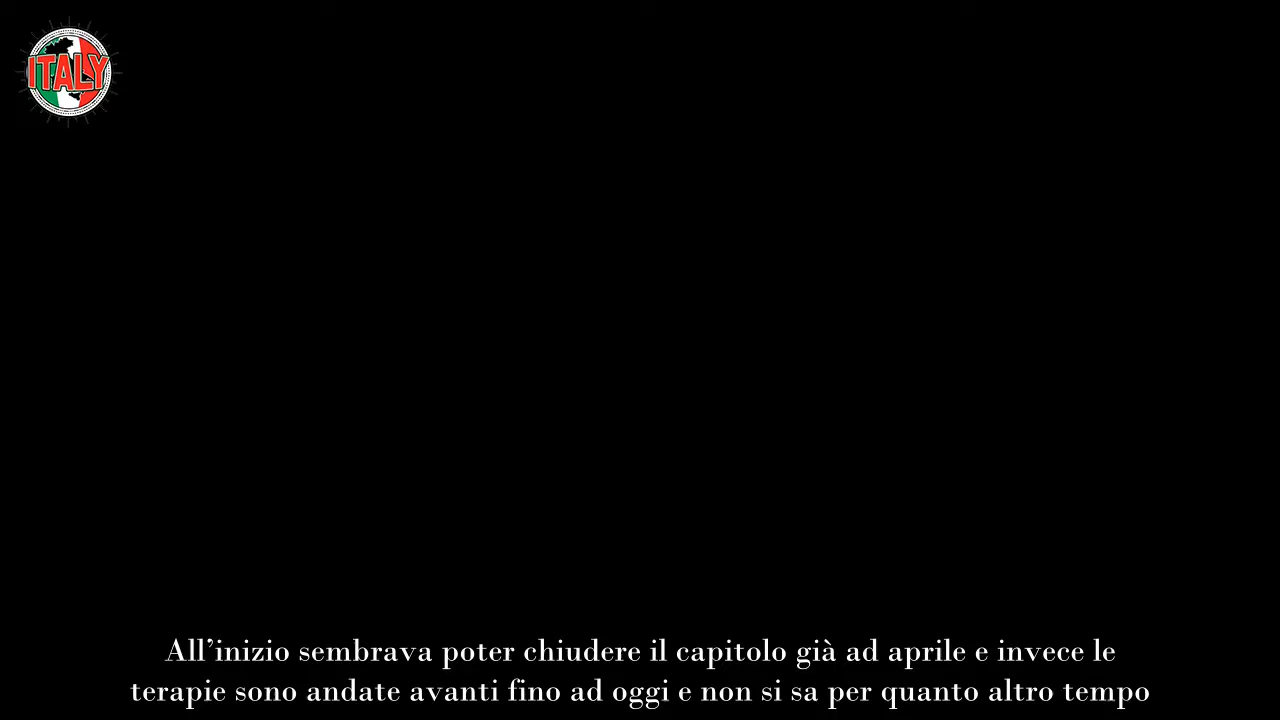 ITALY
All’inizio sembrava poter chiudere il capitolo già ad aprile e invece le
terapie sono andate avanti fino ad oggi e non si sa per quanto altro tempo